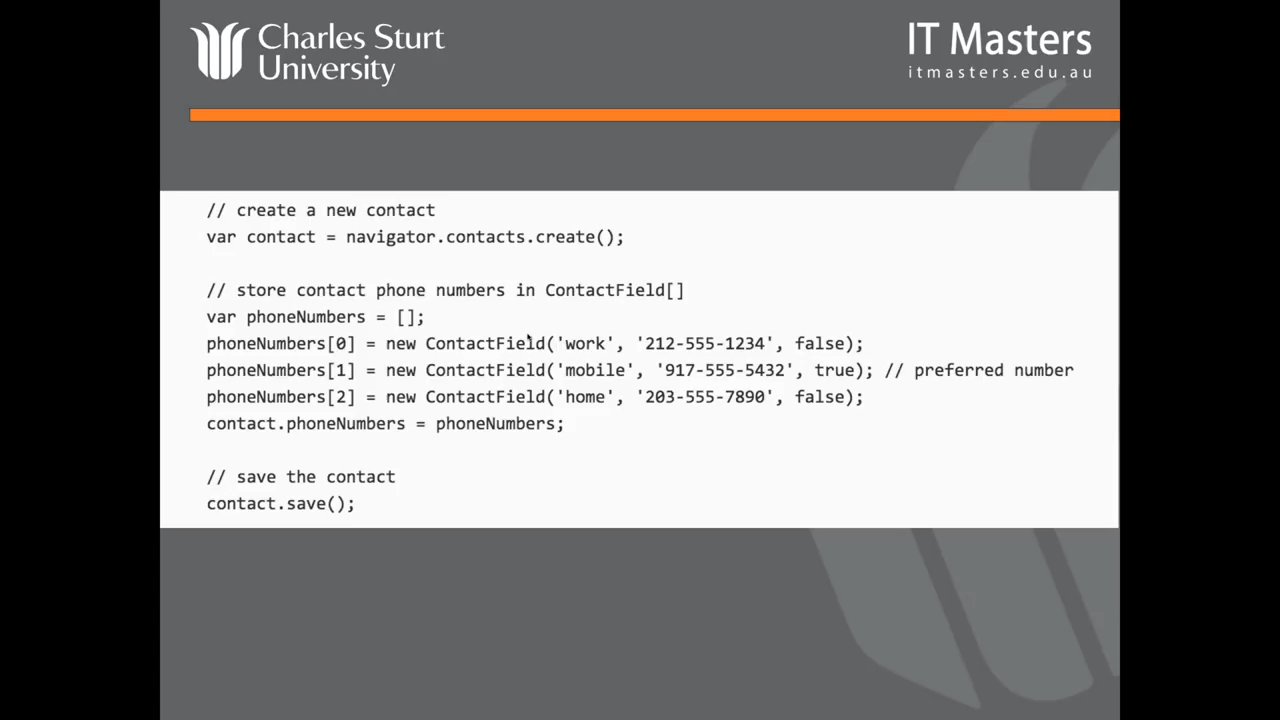 Charles Sturt
University
IT Masters
itmasters.edu.au
// create a new contact
var contact = navigator.contacts.create();
// store contact phone numbers in ContactField[]
var phoneNumbers = [];
phoneNumbers[0] = new ContactField('work', '212-555-1234', false);
phoneNumbers[1] = new ContactField('mobile', '917-555-5432', true); // preferred number
phoneNumbers[2] = new ContactField('home', '203-555-7890', false);
contact.phoneNumbers = phoneNumbers;
// save the contact
contact.save();